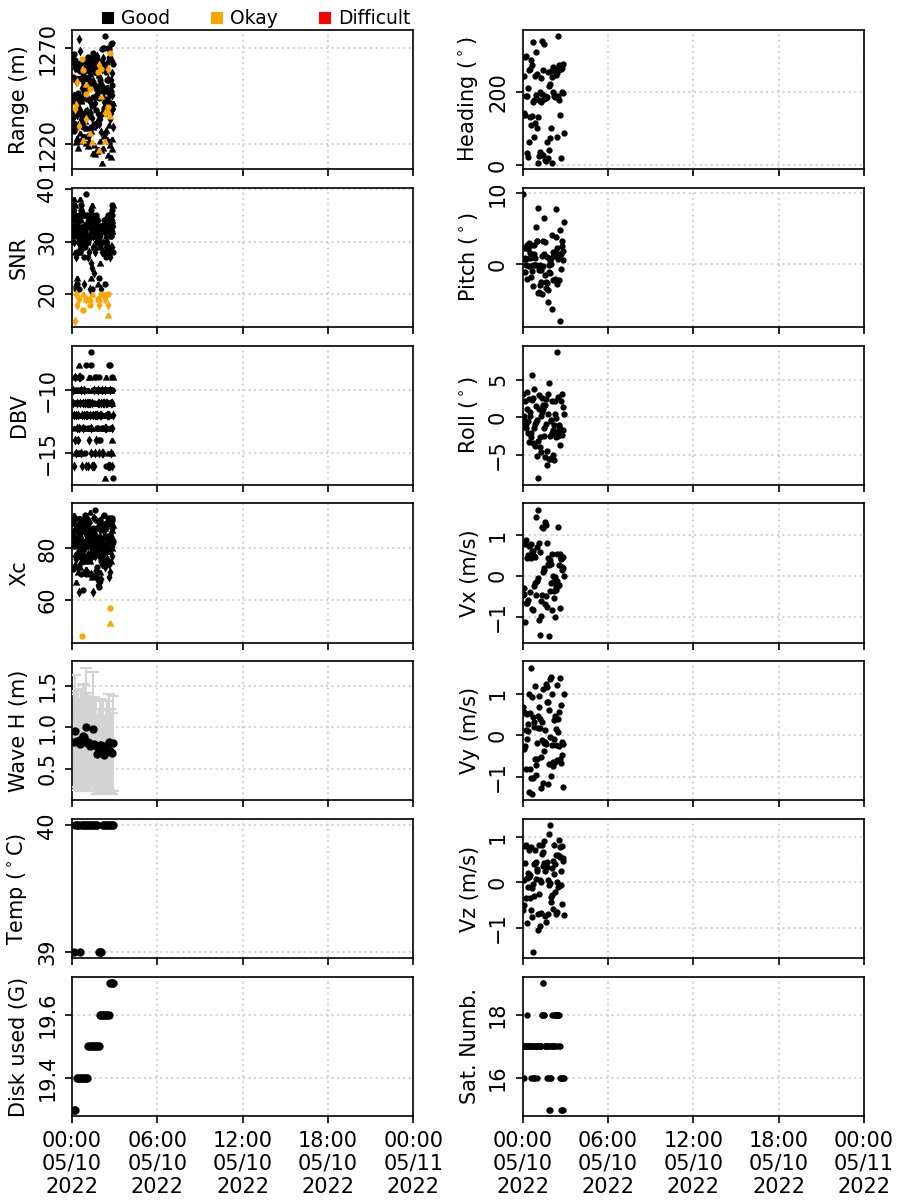 Good Okay Difficult
Range (m)
1270
1220
Heading (°)
200
0
SNR
40
30
20
Pitch (°)
10
0
DBV
−10
−15
Roll (°)
5
0
−5
Xc
80
60
Vx (m/s)
1
0
−1
Wave H (m)
1.5
1.0
0.5
Vy (m/s)
1
0
−1
Temp (°C)
40
39
Vz (m/s)
1
0
−1
Disk used (G)
19.6
19.4
Sat. Numb.
18
16
00:00 06:00 12:00 18:00 00:00
05/10 05/10 05/10 05/10 05/11
2022 2022 2022 2022 2022
00:00 06:00 12:00 18:00 00:00
05/10 05/10 05/10 05/10 05/11
2022 2022 2022 2022 2022